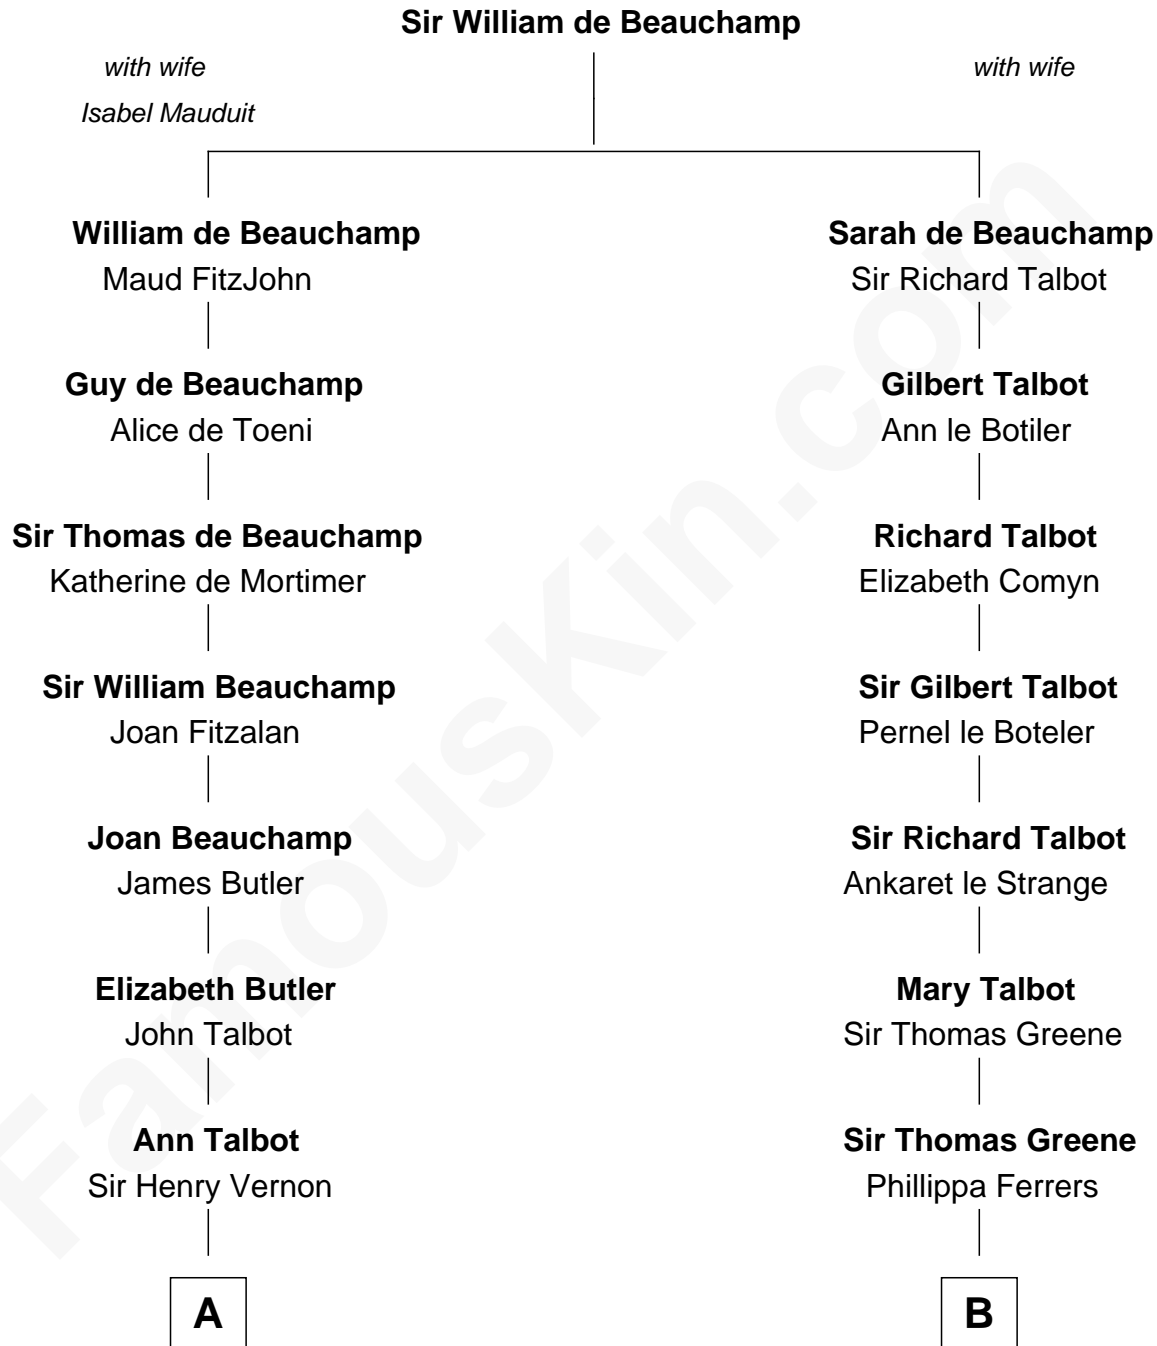 Sir William de Beauchamp
with wife
Isabel Mauduit
with wife
William de Beauchamp
Maud FitzJohn
Sarah de Beauchamp
Sir Richard Talbot
Guy de Beauchamp
Alice de Toeni
Gilbert Talbot
Ann le Botiler
Sir Thomas de Beauchamp
Katherine de Mortimer
Richard Talbot
Elizabeth Comyn
Sir William Beauchamp
Joan Fitzalan
Sir Gilbert Talbot
Pernel le Boteler
Joan Beauchamp
James Butler
Sir Richard Talbot
Ankaret le Strange
Elizabeth Butler
John Talbot
Mary Talbot
Sir Thomas Greene
Ann Talbot
Sir Henry Vernon
Sir Thomas Greene
Phillippa Ferrers
A
B
FamousKin.com